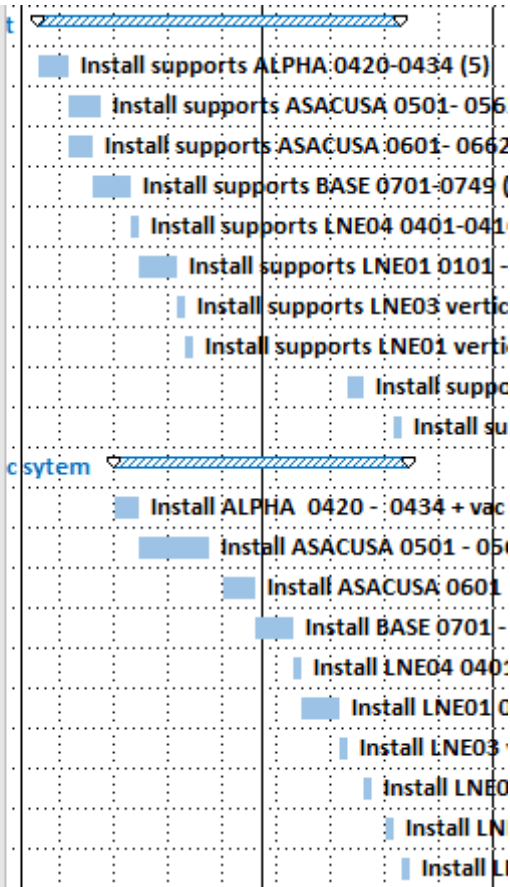 t
Install supports ALPHA 0420-0434 (5)
Install supports ASACUSA 0501- 056
Install supports ASACUSA 0601- 0662
Install supports BASE 0701-0749 (
Install supports LNE04 0401-041
Install supports LNE01 0101 -
Install supports LNE03 vertic
Install supports LNE01 verti
Install suppo
Install su
c sytem
Install ALPHA 0420 - 0434 + vac
Install ASACUSA 0501 - 05
Install ASACUSA 0601
Install BASE 0701 -
Install LNE04 0401
Install LNE01 0
Install LNE03
Install LNE0
Install LN
Install L